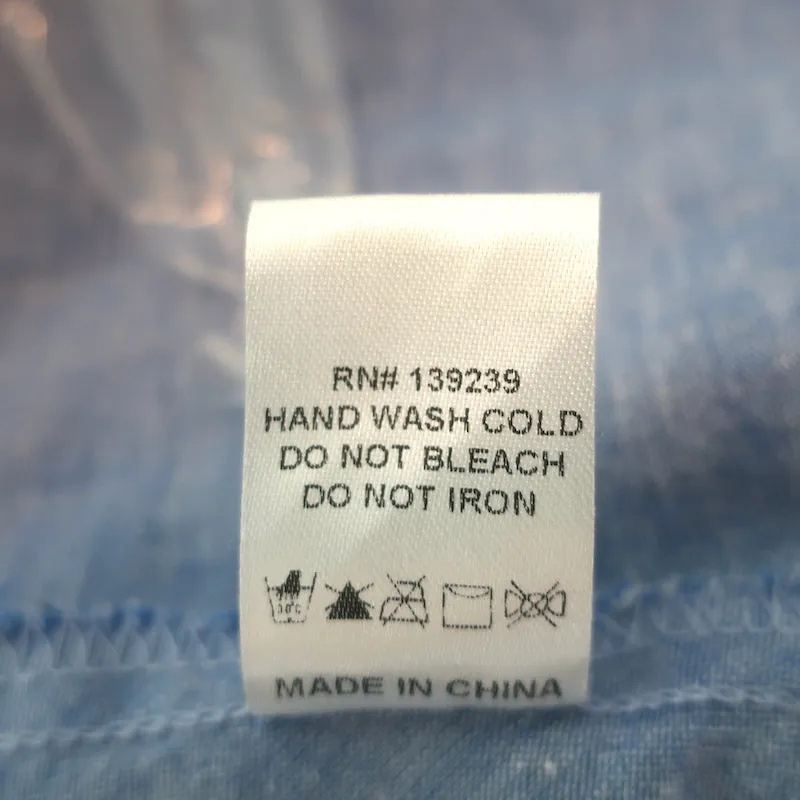 RN# 139239
HAND WASH COLD
DO NOT BLEACH
DO NOT IRON
30°C
MADE IN CHINA